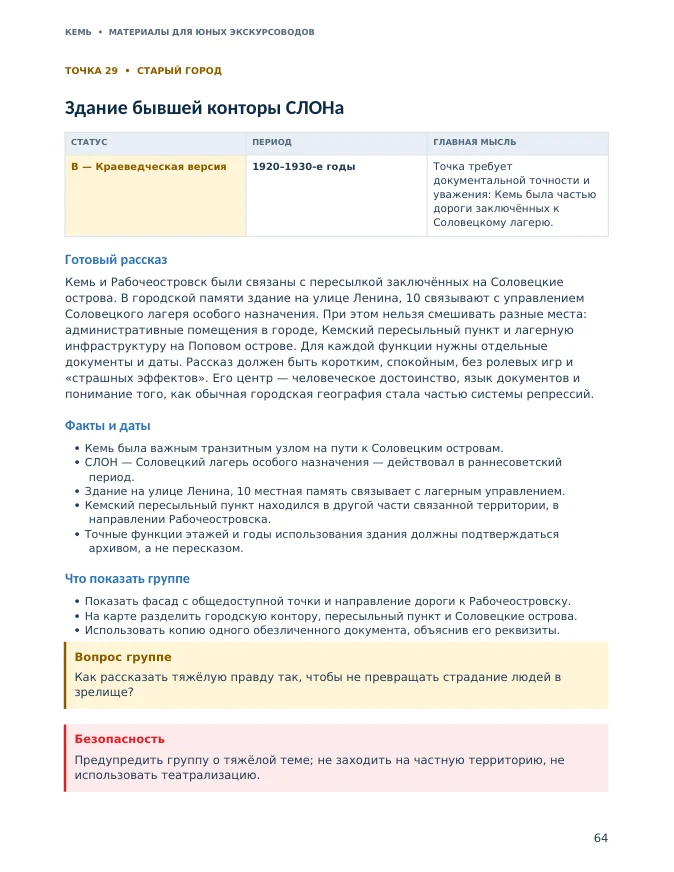 КЕМЬ • МАТЕРИАЛЫ ДЛЯ ЮНЫХ ЭКСКУРСОВОДОВ
ТОЧКА 29 • СТАРЫЙ ГОРОД
Здание бывшей конторы СЛОНа
СТАТУС
ПЕРИОД
ГЛАВНАЯ МЫСЛЬ
В — Краеведческая версия
1920–1930-е годы
Точка требует
документальной точности и
уважения: Кемь была частью
дороги заключённых к
Соловецкому лагерю.
Готовый рассказ
Кемь и Рабочеостровск были связаны с пересылкой заключённых на Соловецкие
острова. В городской памяти здание на улице Ленина, 10 связывают с управлением
Соловецкого лагеря особого назначения. При этом нельзя смешивать разные места:
административные помещения в городе, Кемский пересыльный пункт и лагерную
инфраструктуру на Поповом острове. Для каждой функции нужны отдельные
документы и даты. Рассказ должен быть коротким, спокойным, без ролевых игр и
«страшных эффектов». Его центр — человеческое достоинство, язык документов и
понимание того, как обычная городская география стала частью системы репрессий.
Факты и даты
• Кемь была важным транзитным узлом на пути к Соловецким островам.
• СЛОН — Соловецкий лагерь особого назначения — действовал в раннесоветский
период.
• Здание на улице Ленина, 10 местная память связывает с лагерным управлением.
• Кемский пересыльный пункт находился в другой части связанной территории, в
направлении Рабочеостровска.
• Точные функции этажей и годы использования здания должны подтверждаться
архивом, а не пересказом.
Что показать группе
• Показать фасад с общедоступной точки и направление дороги к Рабочеостровску.
• На карте разделить городскую контору, пересыльный пункт и Соловецкие острова.
• Использовать копию одного обезличенного документа, объяснив его реквизиты.
Вопрос группе
Как рассказать тяжёлую правду так, чтобы не превращать страдание людей в
зрелище?
Безопасность
Предупредить группу о тяжёлой теме; не заходить на частную территорию, не
использовать театрализацию.
64